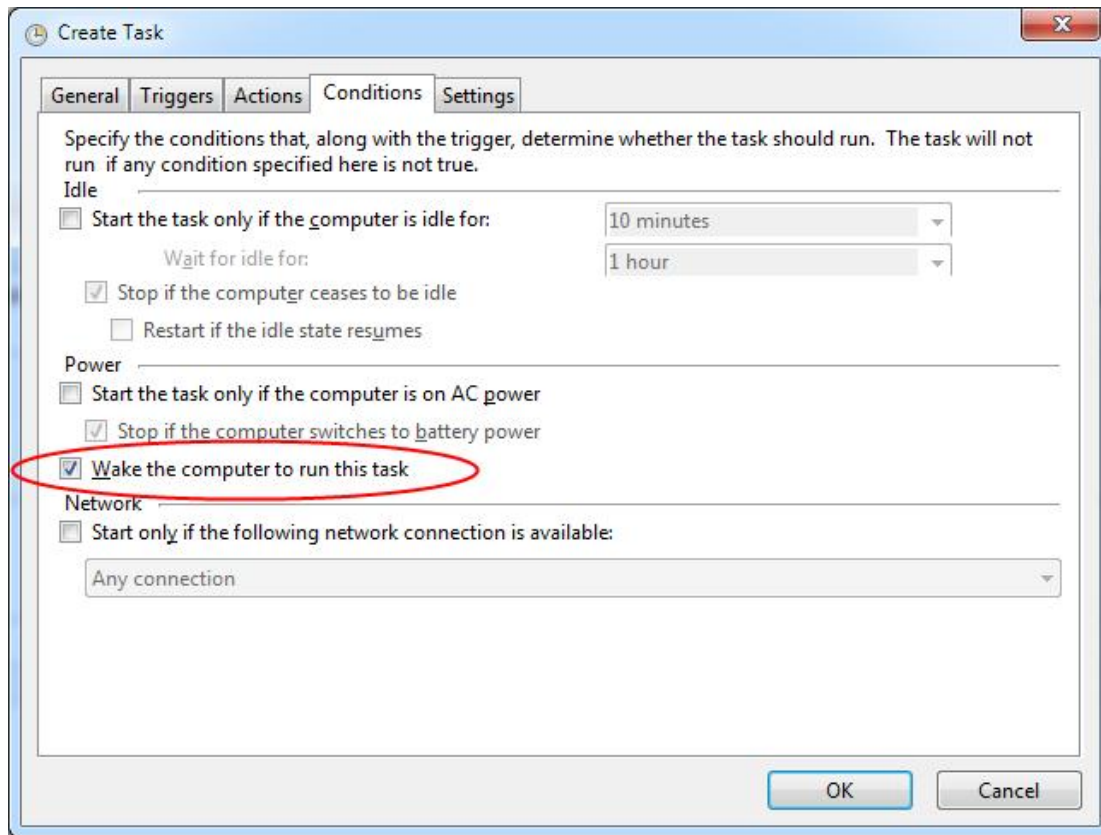 Create Task
General Triggers Actions Conditions Settings
Specify the conditions that, along with the trigger, determine whether the task should run. The task will not
run if any condition specified here is not true.
Idle
Start the task only if the computer is idle for: 10 minutes
Wait for idle for: 1 hour
Stop if the computer ceases to be idle
Restart if the idle state resumes
Power
Start the task only if the computer is on AC power
Stop if the computer switches to battery power
Wake the computer to run this task
Network
Start only if the following network connection is available:
Any connection
OK Cancel